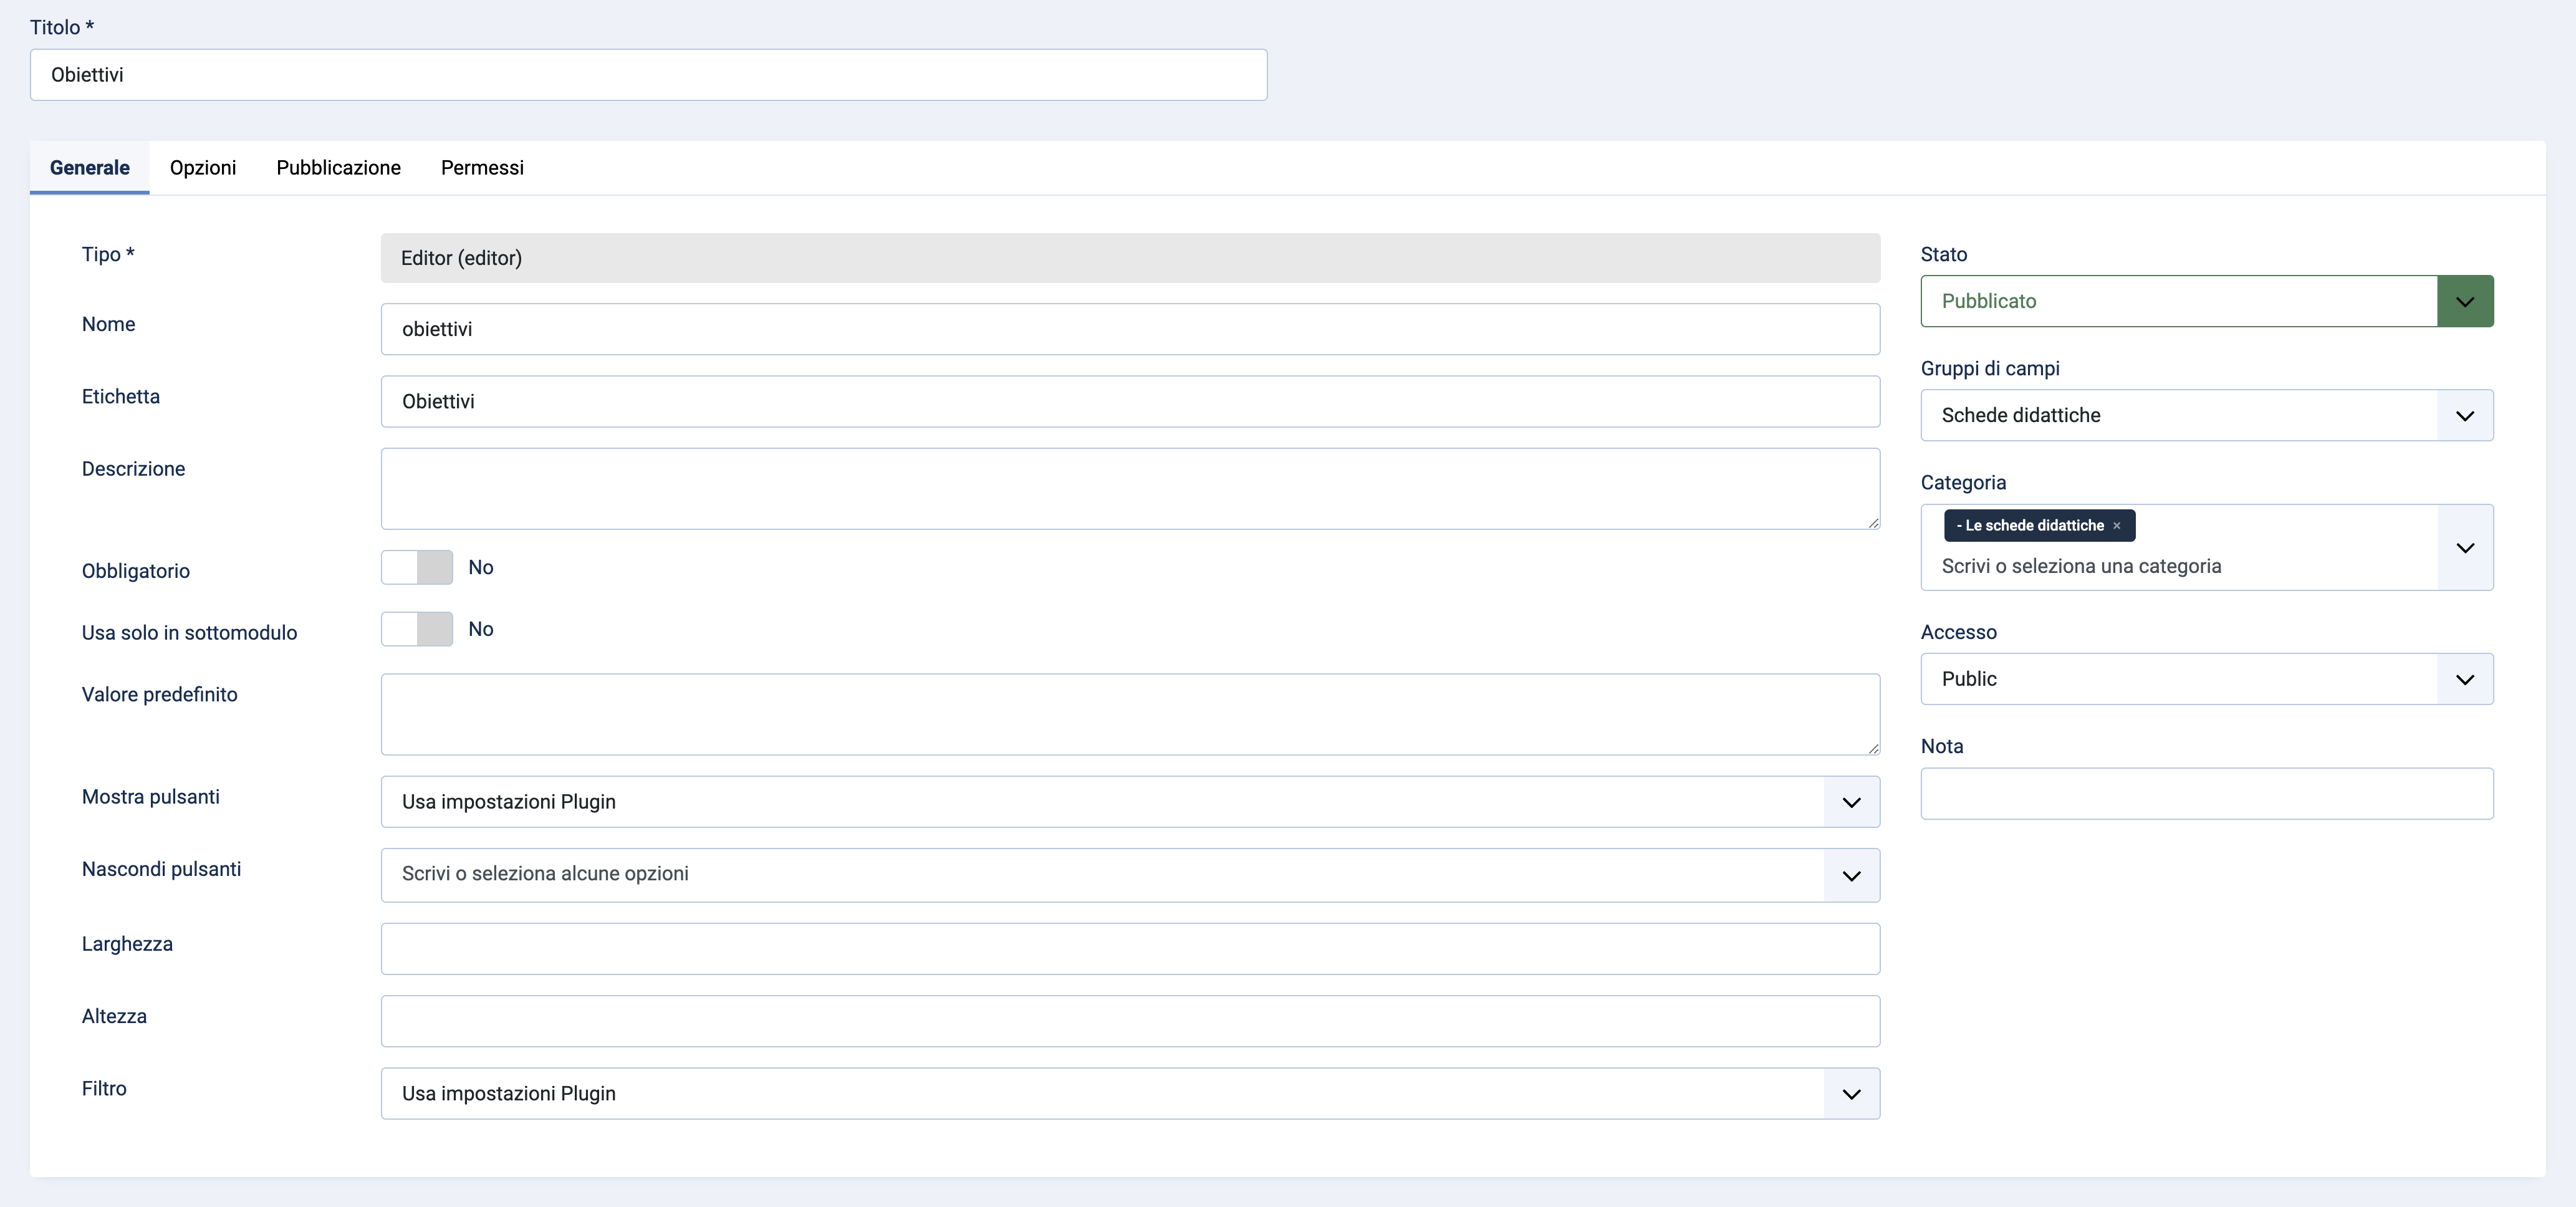 Titolo *
Obiettivi
Generale Opzioni Pubblicazione Permessi
Tipo *
Editor (editor)
Nome
obiettivi
Etichetta
Obiettivi
Descrizione
Obbligatorio
No
Usa solo in sottomodulo
No
Valore predefinito
Mostra pulsanti
Usa impostazioni Plugin
Nascondi pulsanti
Scrivi o seleziona alcune opzioni
Larghezza
Altezza
Filtro
Usa impostazioni Plugin
Stato
Pubblicato
Gruppi di campi
Schede didattiche
Categoria
- Le schede didattiche ×
Scrivi o seleziona una categoria
Accesso
Public
Nota